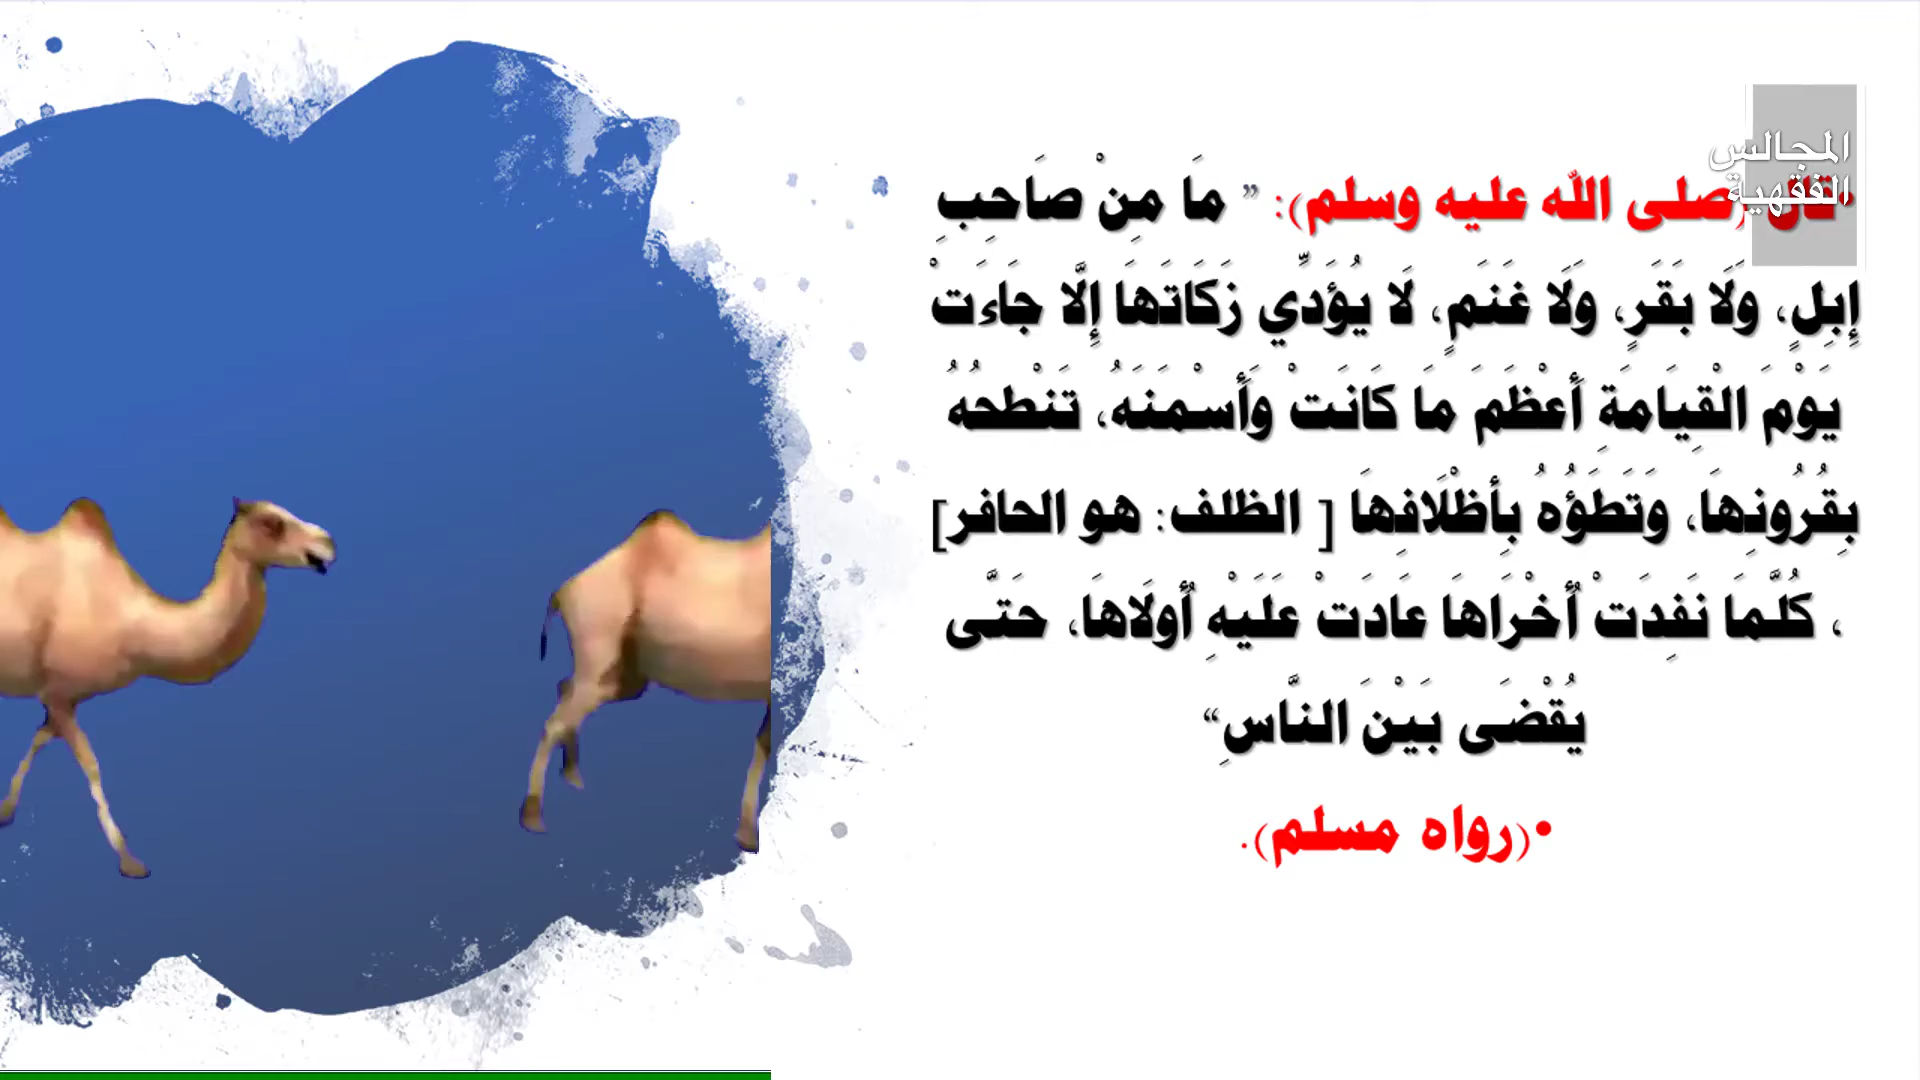 المجالس
الفقهية
•قال (صلى الله عليه وسلم): ” مَا مِنْ صَاحِبِ
إِبِلٍ، وَلَا بَقَرٍ، وَلَا غَنَمٍ، لَا يُؤَدِّي زَكَاتَهَا إِلَّا جَاءَتْ
يَوْمَ الْقِيَامَةِ أَعْظَمَ مَا كَانَتْ وَأَسْمَنَهُ، تَنْطَحُهُ
بِقُرُونِهَا، وَتَطَؤُهُ بِأَظْلَافِهَا [ الظلف: هو الحافر]
، كُلَّمَا نَفِدَتْ أُخْرَاهَا عَادَتْ عَلَيْهِ أُولَاهَا، حَتَّى
يُقْضَى بَيْنَ النَّاسِ“
•(رواه مسلم).